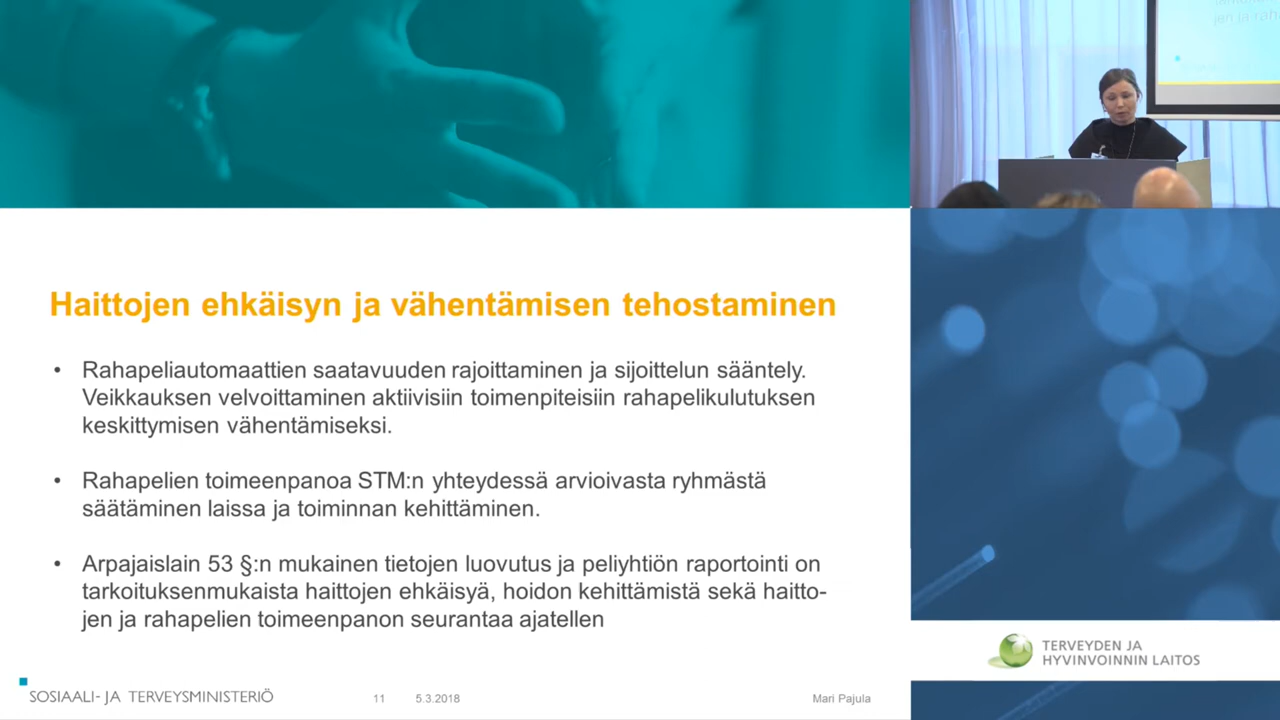 Haittojen ehkäisyn ja vähentämisen tehostaminen
• Rahapeliautomaattien saatavuuden rajoittaminen ja sijoittelun sääntely.
Veikkauksen velvoittaminen aktiivisiin toimenpiteisiin rahapelikulutuksen
keskittymisen vähentämiseksi.
• Rahapelien toimeenpanoa STM:n yhteydessä arvioivasta ryhmästä
säätäminen laissa ja toiminnan kehittäminen.
• Arpajaislain 53 §:n mukainen tietojen luovutus ja peliyhtiön raportointi on
tarkoituksenmukaista haittojen ehkäisyä, hoidon kehittämistä sekä haitto-
jen ja rahapelien toimeenpanon seurantaa ajatellen
SOSIAALI- JA TERVEYSMINISTERIÖ
11
5.3.2018
Mari Pajula
jen ja rah
TERVEYDEN JA
HYVINVOINNIN LAITOS